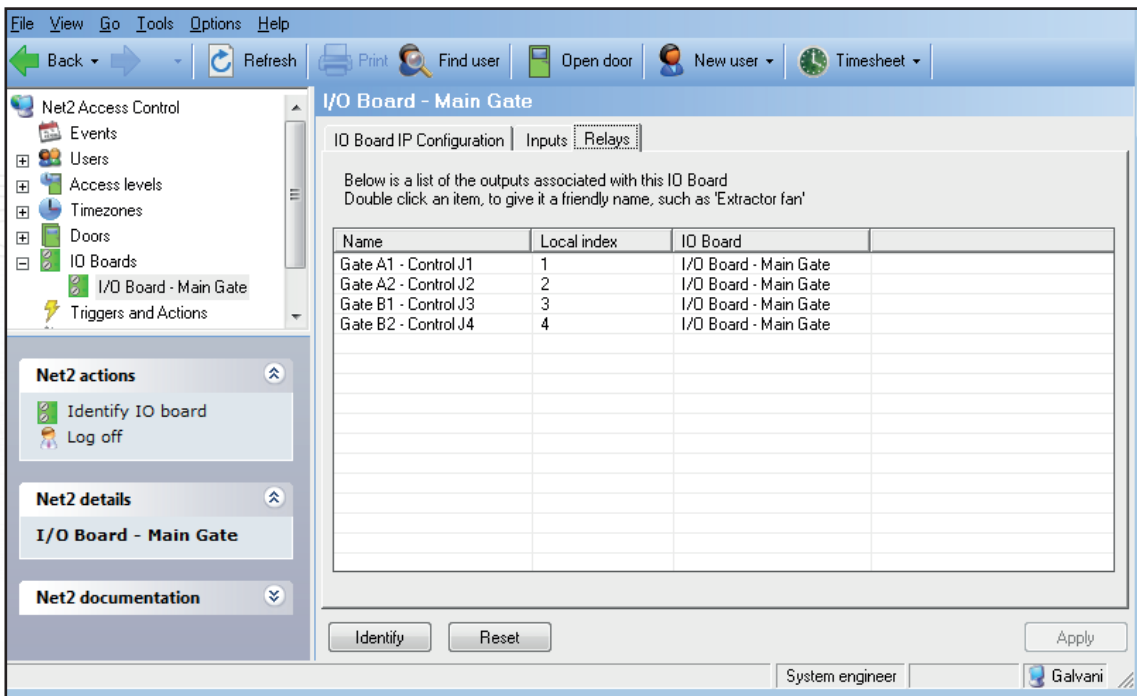 File View Go Tools Options Help
Back Refresh Print Find user Open door New user Timesheet
Net2 Access Control
Events
Users
Access levels
Timezones
Doors
IO Boards
I/O Board - Main Gate
Triggers and Actions
Net2 actions
Identify IO board
Log off
Net2 details
I/O Board - Main Gate
Net2 documentation
I/O Board - Main Gate
IO Board IP Configuration Inputs Relays
Below is a list of the outputs associated with this IO Board
Double click an item, to give it a friendly name, such as 'Extractor fan'
Name Local index IO Board
Gate A1 - Control J1 1 I/O Board - Main Gate
Gate A2 - Control J2 2 I/O Board - Main Gate
Gate B1 - Control J3 3 I/O Board - Main Gate
Gate B2 - Control J4 4 I/O Board - Main Gate
Identify Reset Apply
System engineer Galvani